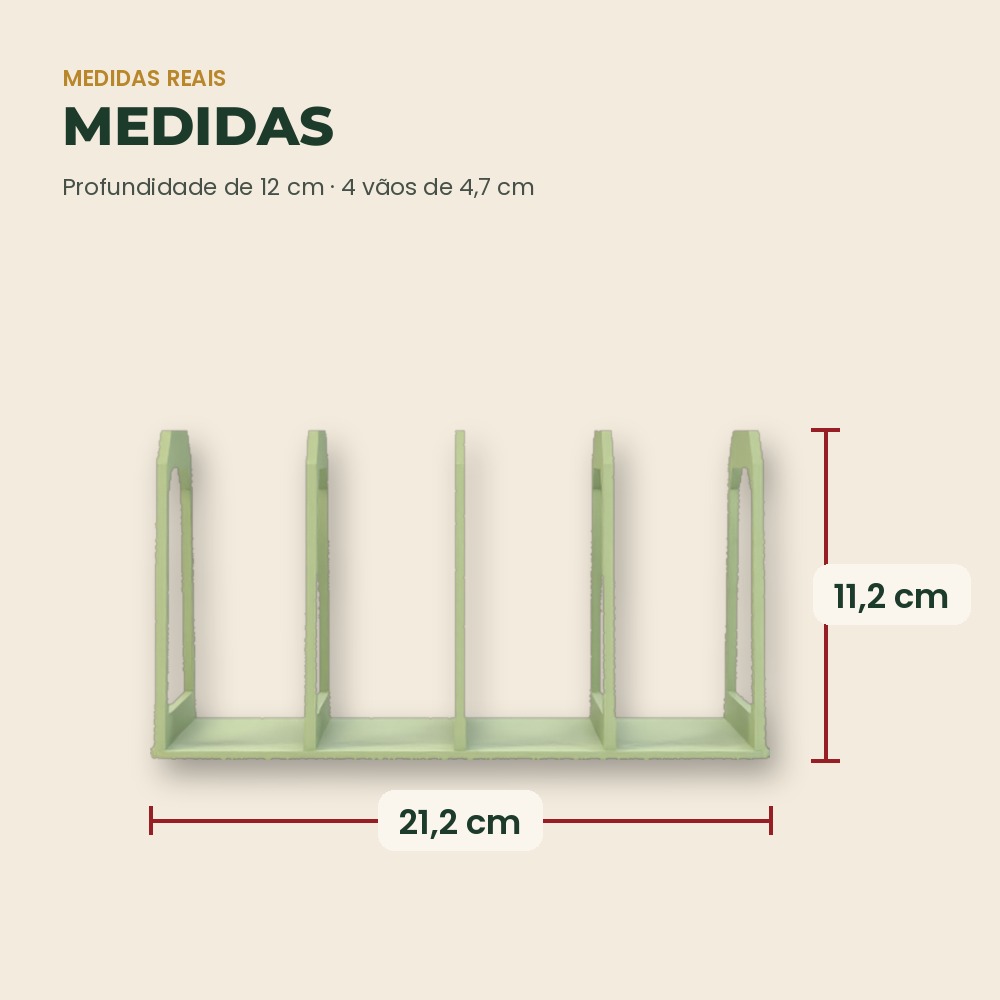 MEDIDAS REAIS
MEDIDAS
Profundidade de 12 cm · 4 vãos de 4,7 cm
11,2 cm
21,2 cm